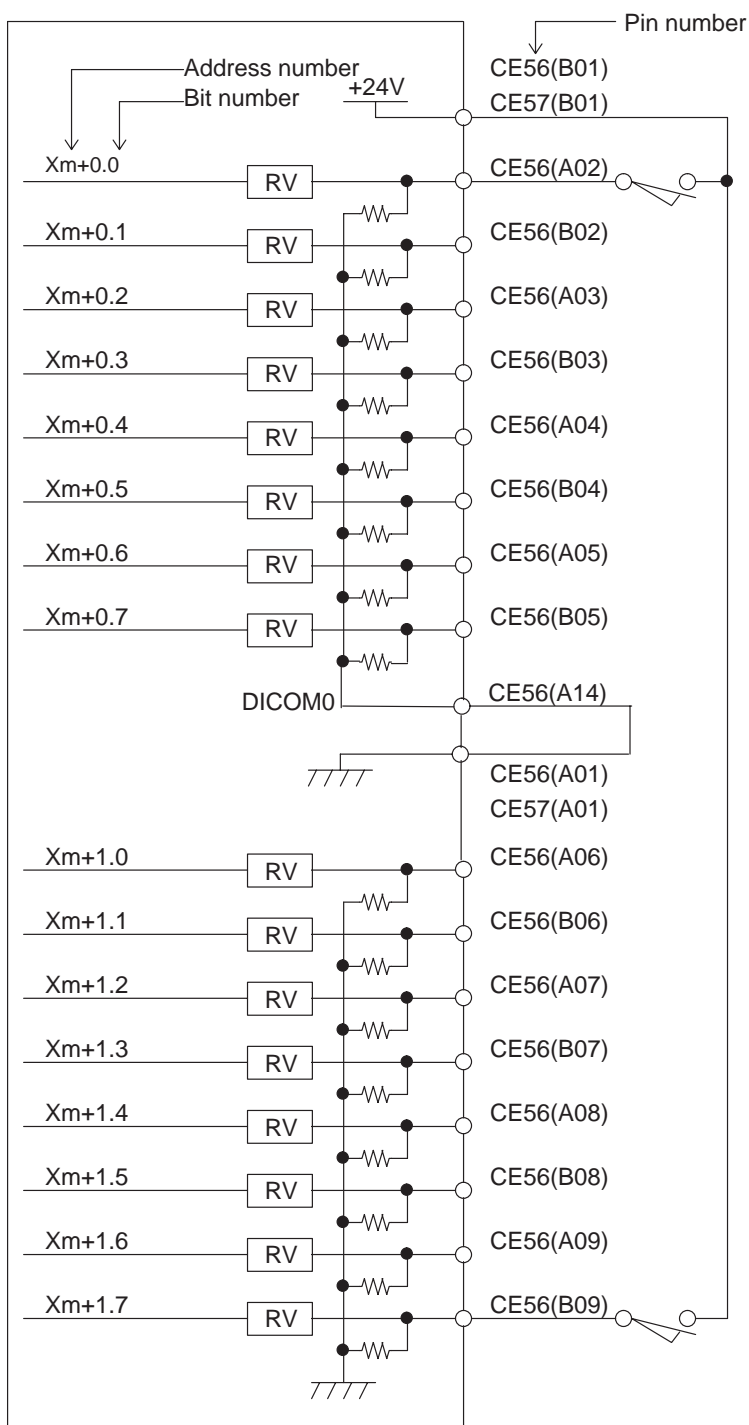 Pin number
Address number
CE56(B01)
Bit number
+24V
CE57(B01)
Xm+0.0
RV
CE56(A02)
Xm+0.1
RV
CE56(B02)
Xm+0.2
RV
CE56(A03)
Xm+0.3
RV
CE56(B03)
Xm+0.4
RV
CE56(A04)
Xm+0.5
RV
CE56(B04)
Xm+0.6
RV
CE56(A05)
Xm+0.7
RV
CE56(B05)
DICOM0
CE56(A14)
CE56(A01)
CE57(A01)
Xm+1.0
RV
CE56(A06)
Xm+1.1
RV
CE56(B06)
Xm+1.2
RV
CE56(A07)
Xm+1.3
RV
CE56(B07)
Xm+1.4
RV
CE56(A08)
Xm+1.5
RV
CE56(B08)
Xm+1.6
RV
CE56(A09)
Xm+1.7
RV
CE56(B09)